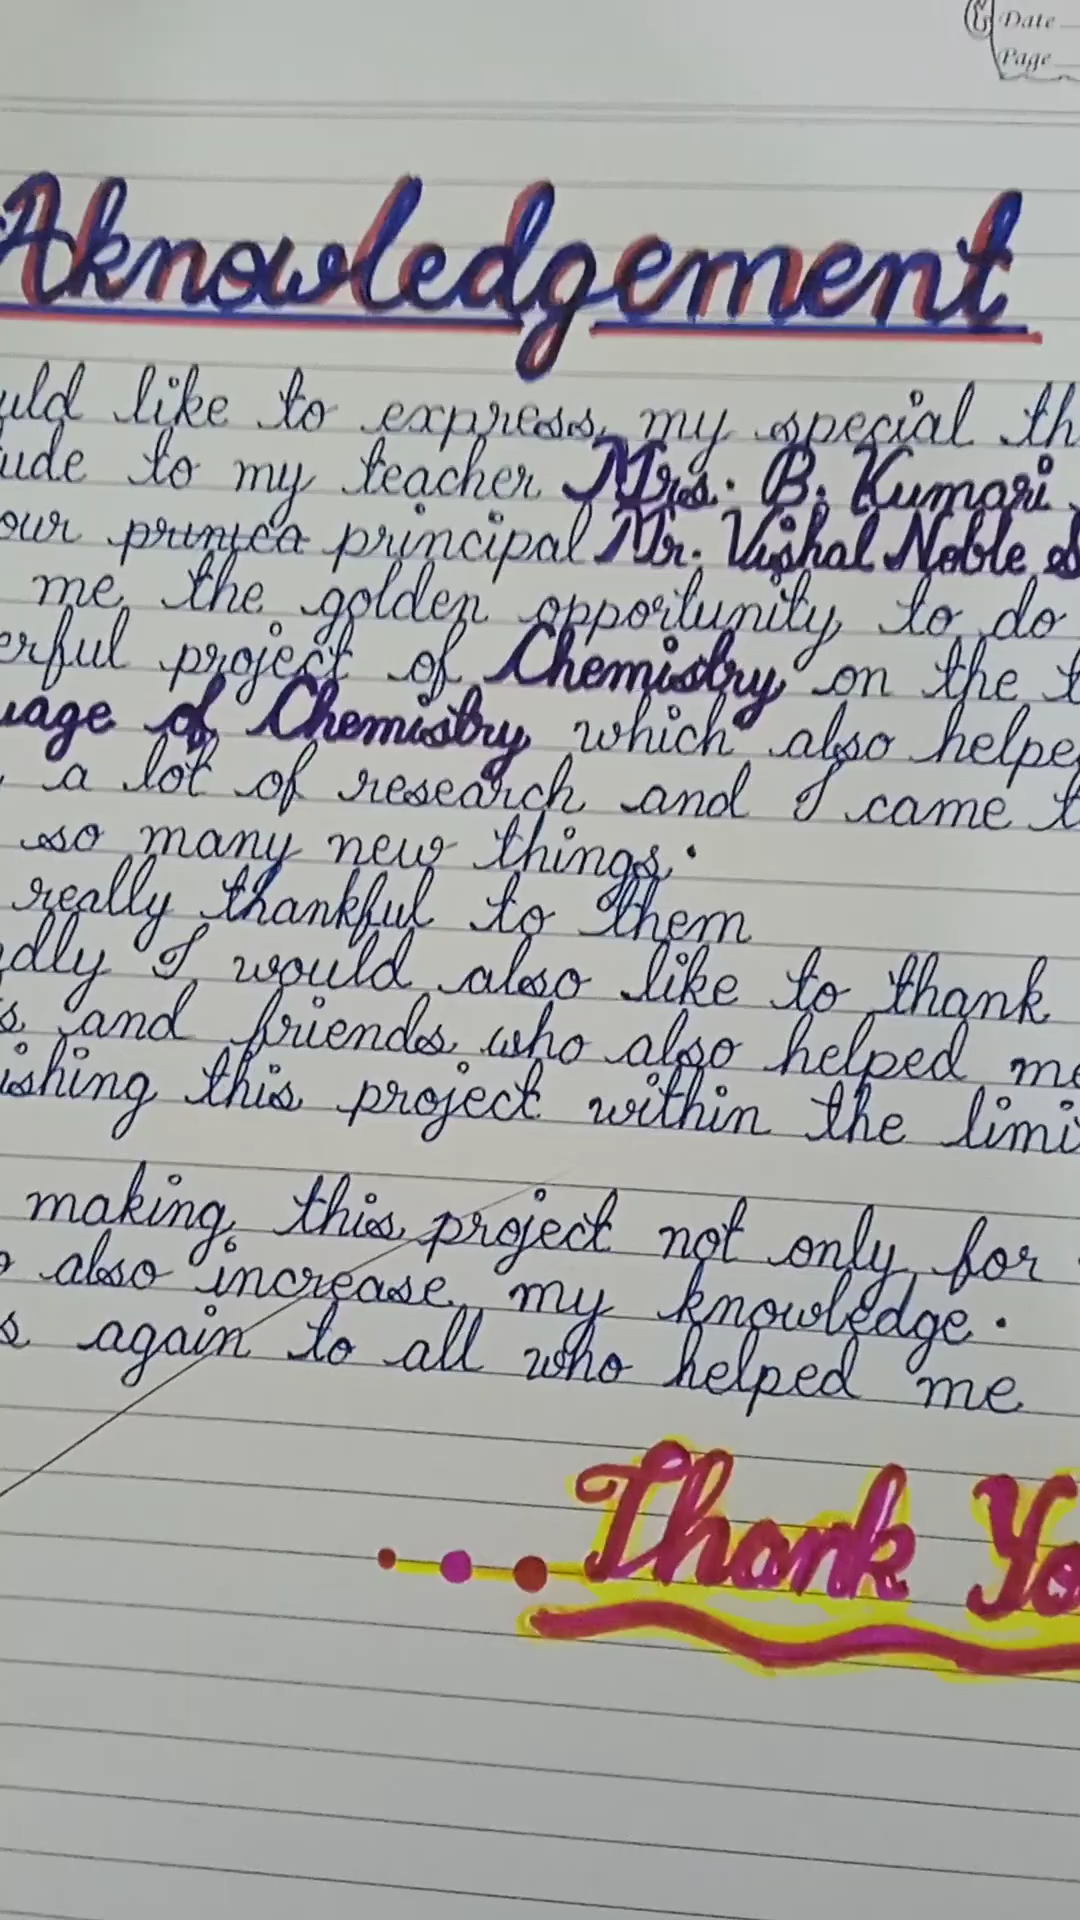 Date
Page
Aknowledgement
uld like to express my special th
ude to my teacher Mrs. B. Kumari
our prinica principal Mr. Vishal Noble S
me the golden opportunity to do
erful project of Chemistry on the t
uage of Chemistry which also helpe
a lot of research and I came t
so many new things.
really thankful to them
dly I would also like to thank
s and friends who also helped me
ishing this project within the limi
making this project not only for
also increase my knowledge.
s again to all who helped me
....Thank Yo